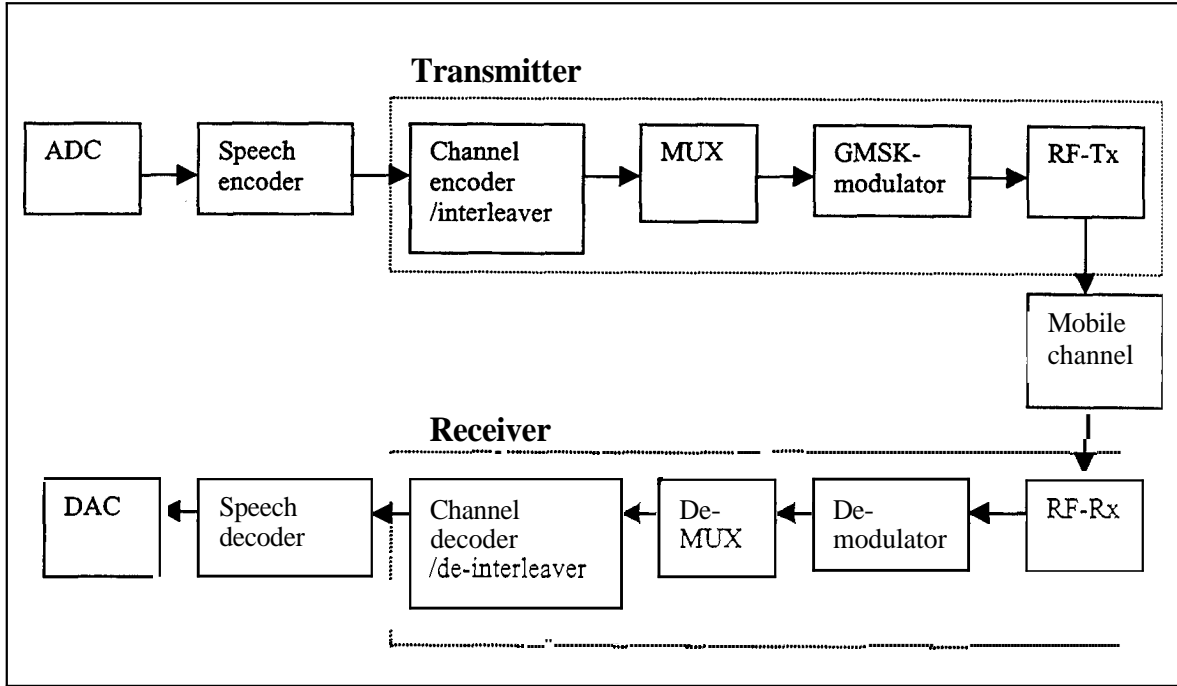 Transmitter
ADC
Speech
encoder
Channel
encoder
/interleaver
MUX
GMSK-
modulator
RF-Tx
Mobile
channel
Receiver
DAC
Speech
decoder
Channel
decoder
/de-interleaver
De-
MUX
De-
modulator
RF-Rx